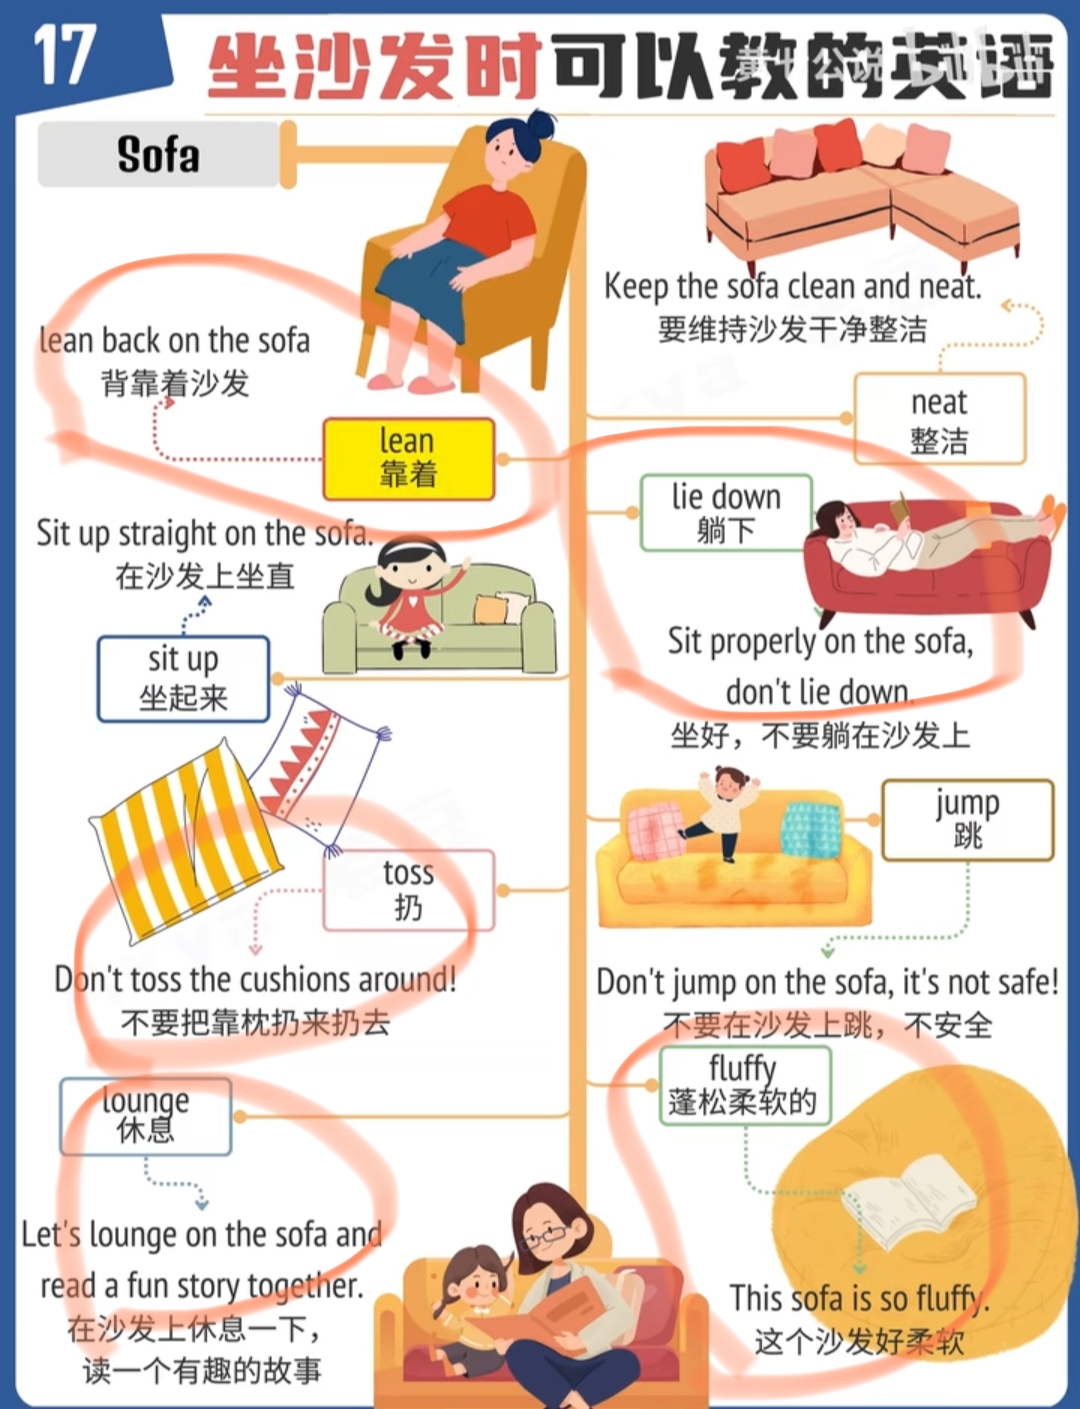 17
坐沙发时可以教的英语
Sofa
lean back on the sofa
背靠着沙发
lean
靠着
Sit up straight on the sofa.
在沙发上坐直
sit up
坐起来
toss
扔
Don't toss the cushions around!
不要把靠枕扔来扔去
lounge
休息
Let's lounge on the sofa and
read a fun story together.
在沙发上休息一下，
读一个有趣的故事
Keep the sofa clean and neat.
要维持沙发干净整洁
neat
整洁
lie down
躺下
Sit properly on the sofa,
don't lie down.
坐好，不要躺在沙发上
jump
跳
Don't jump on the sofa, it's not safe!
不要在沙发上跳，不安全
fluffy
蓬松柔软的
This sofa is so fluffy.
这个沙发好柔软